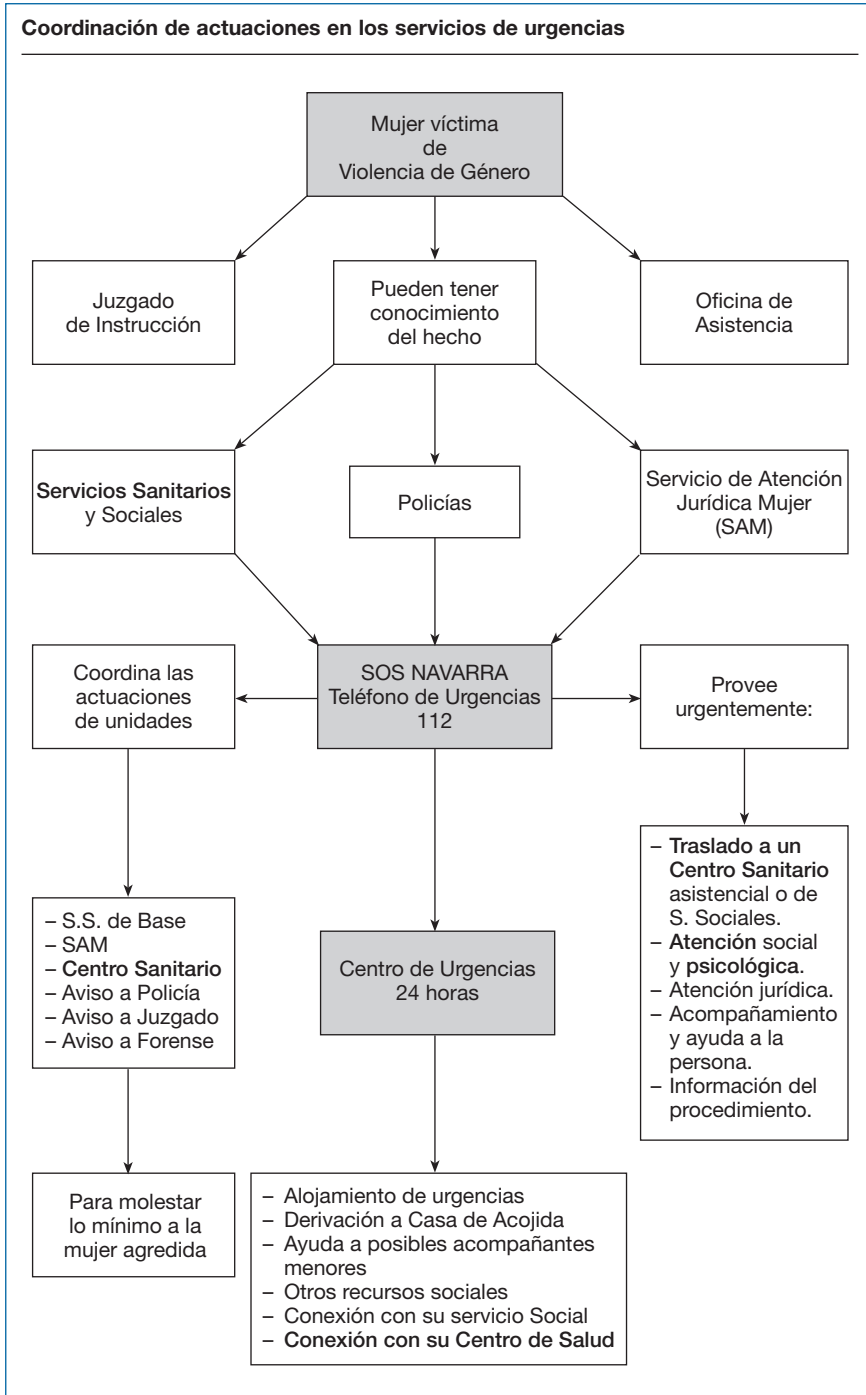 Coordinación de actuaciones en los servicios de urgencias
Mujer víctima
de
Violencia de Género
Juzgado
de Instrucción
Pueden tener
conocimiento
del hecho
Oficina de
Asistencia
Servicios Sanitarios
y Sociales
Policías
Servicio de Atención
Jurídica Mujer
(SAM)
Coordina las
actuaciones
de unidades
SOS NAVARRA
Teléfono de Urgencias
112
Provee
urgentemente:
– S.S. de Base
– SAM
– Centro Sanitario
– Aviso a Policía
– Aviso a Juzgado
– Aviso a Forense
Centro de Urgencias
24 horas
– Traslado a un
Centro Sanitario
asistencial o de
S. Sociales.
– Atención social
y psicológica.
– Atención jurídica.
– Acompañamiento
y ayuda a la
persona.
– Información del
procedimiento.
Para molestar
lo mínimo a la
mujer agredida
– Alojamiento de urgencias
– Derivación a Casa de Acojida
– Ayuda a posibles acompañantes
menores
– Otros recursos sociales
– Conexión con su servicio Social
– Conexión con su Centro de Salud